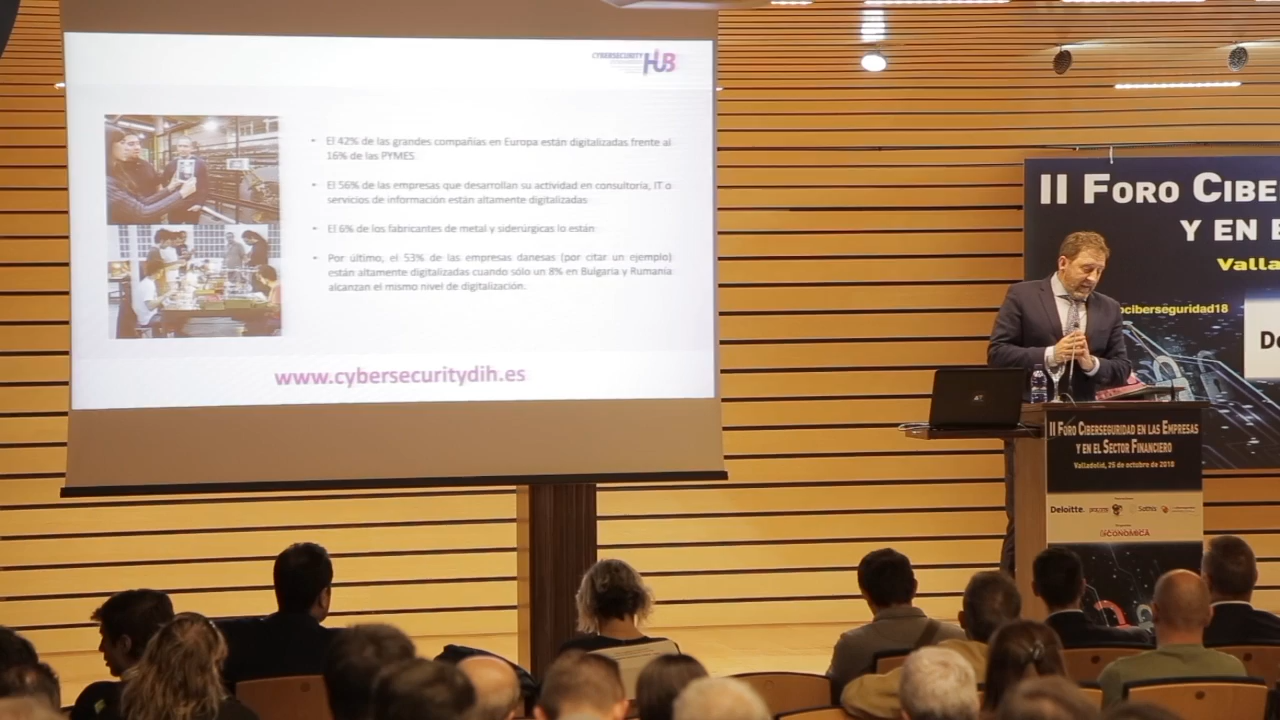 CYBERSECURITY
HUB
• El 42% de las grandes compañías en Europa están digitalizadas frente al
16% de las PYMES.
• El 56% de las empresas que desarrollan su actividad en consultoría, IT o
servicios de información están altamente digitalizadas
• El 6% de los fabricantes de metal y siderúrgicas lo están
• Por último, el 53% de las empresas danesas (por citar un ejemplo)
están altamente digitalizadas cuando sólo un 8% en Bulgaria y Rumanía
alcanzan el mismo nivel de digitalización.
www.cybersecuritydih.es
II FORO CIBE
Y EN E
Valla
ociberseguridad18
De
II FORO CIBERSEGURIDAD EN LAS EMPRESAS
Y EN EL SECTOR FINANCIERO
Valladolid, 25 de octubre de 2018
Deloitte.
Sothis
ECONÓMICA